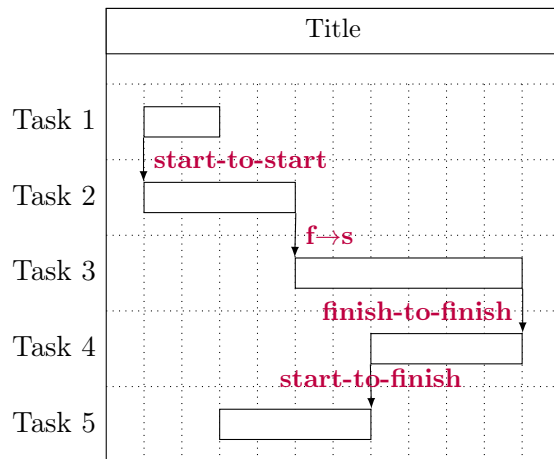 Title
Task 1
start-to-start
Task 2
f→s
Task 3
finish-to-finish
Task 4
start-to-finish
Task 5